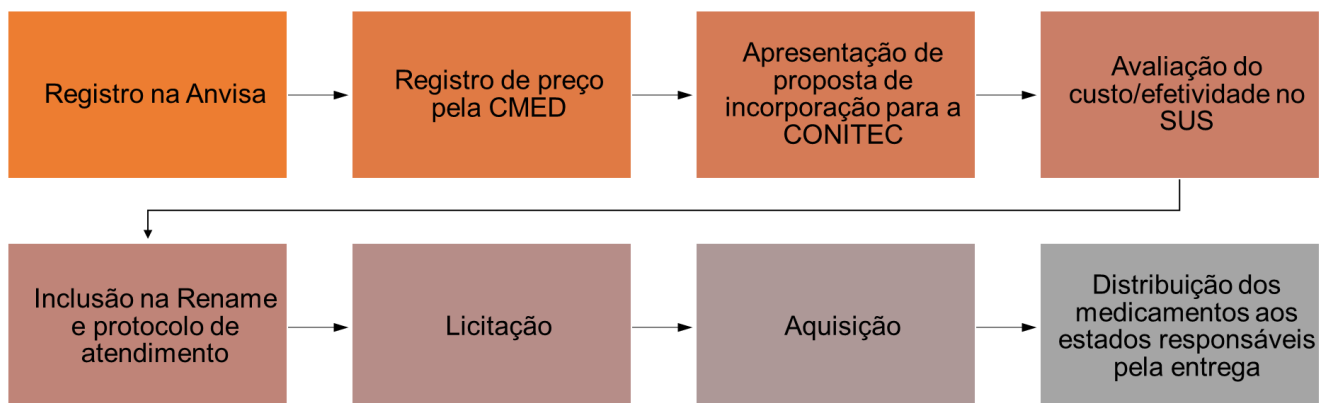 Registro na Anvisa
Registro de preço
pela CMED
Apresentação de
proposta de
incorporação para a
CONITEC
Avaliação do
custo/efetividade no
SUS
Inclusão na Rename
e protocolo de
atendimento
Licitação
Aquisição
Distribuição dos
medicamentos aos
estados responsáveis
pela entrega